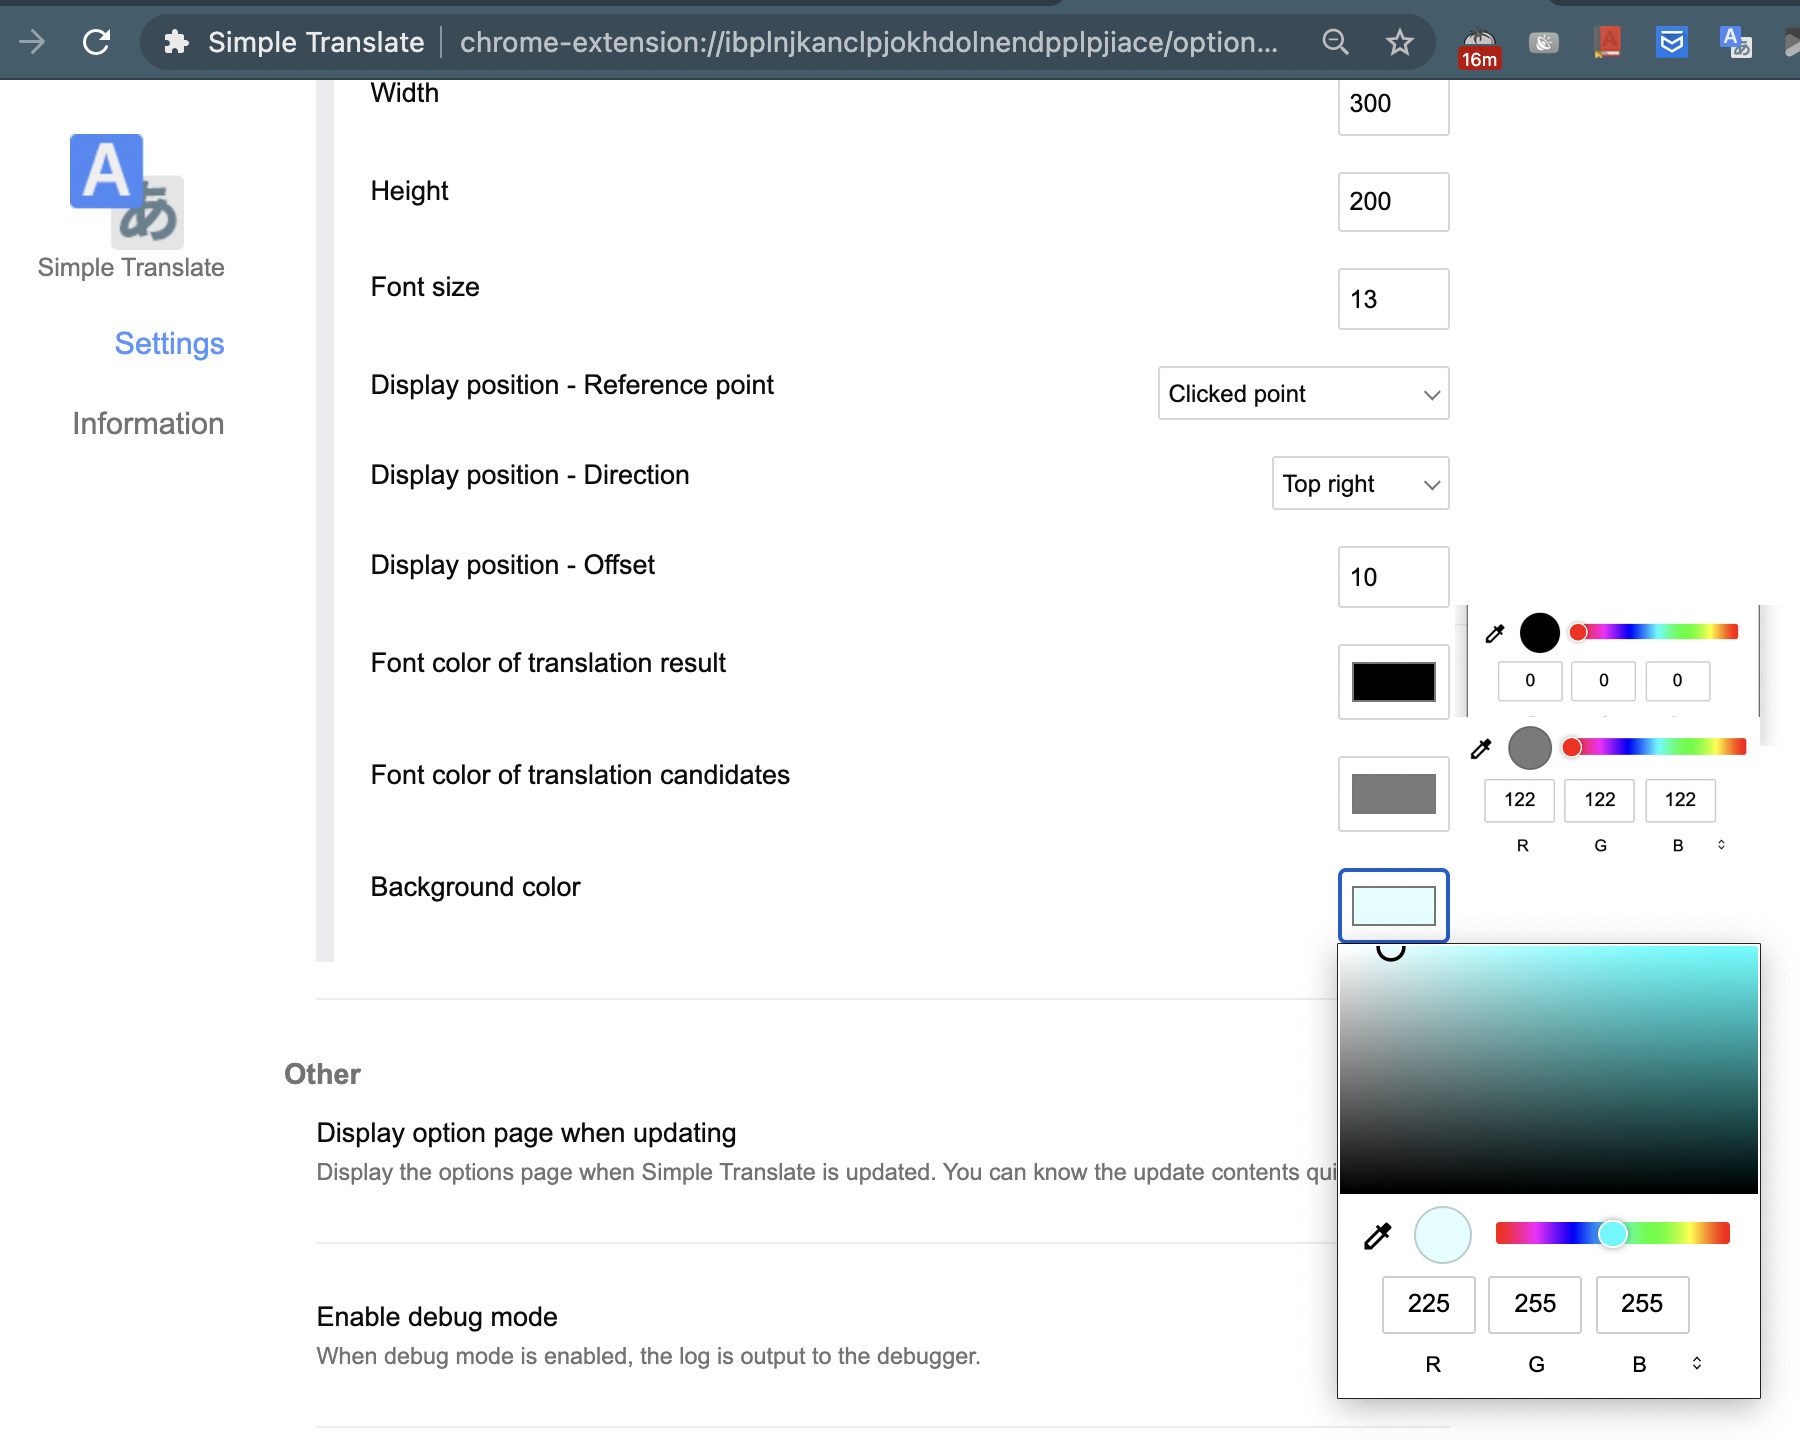 Simple Translate
chrome-extension://ibplnjkanclpjokhdolnendpplpjiace/option...
16m
A
A
あ
Width
300
A
あ
Simple Translate
Settings
Information
Height
200
Font size
13
Display position - Reference point
Clicked point
Display position - Direction
Top right
Display position - Offset
10
Font color of translation result
0 0 0
Font color of translation candidates
122 122 122
R G B
Background color
Other
Display option page when updating
Display the options page when Simple Translate is updated. You can know the update contents qui
225 255 255
R G B
Enable debug mode
When debug mode is enabled, the log is output to the debugger.